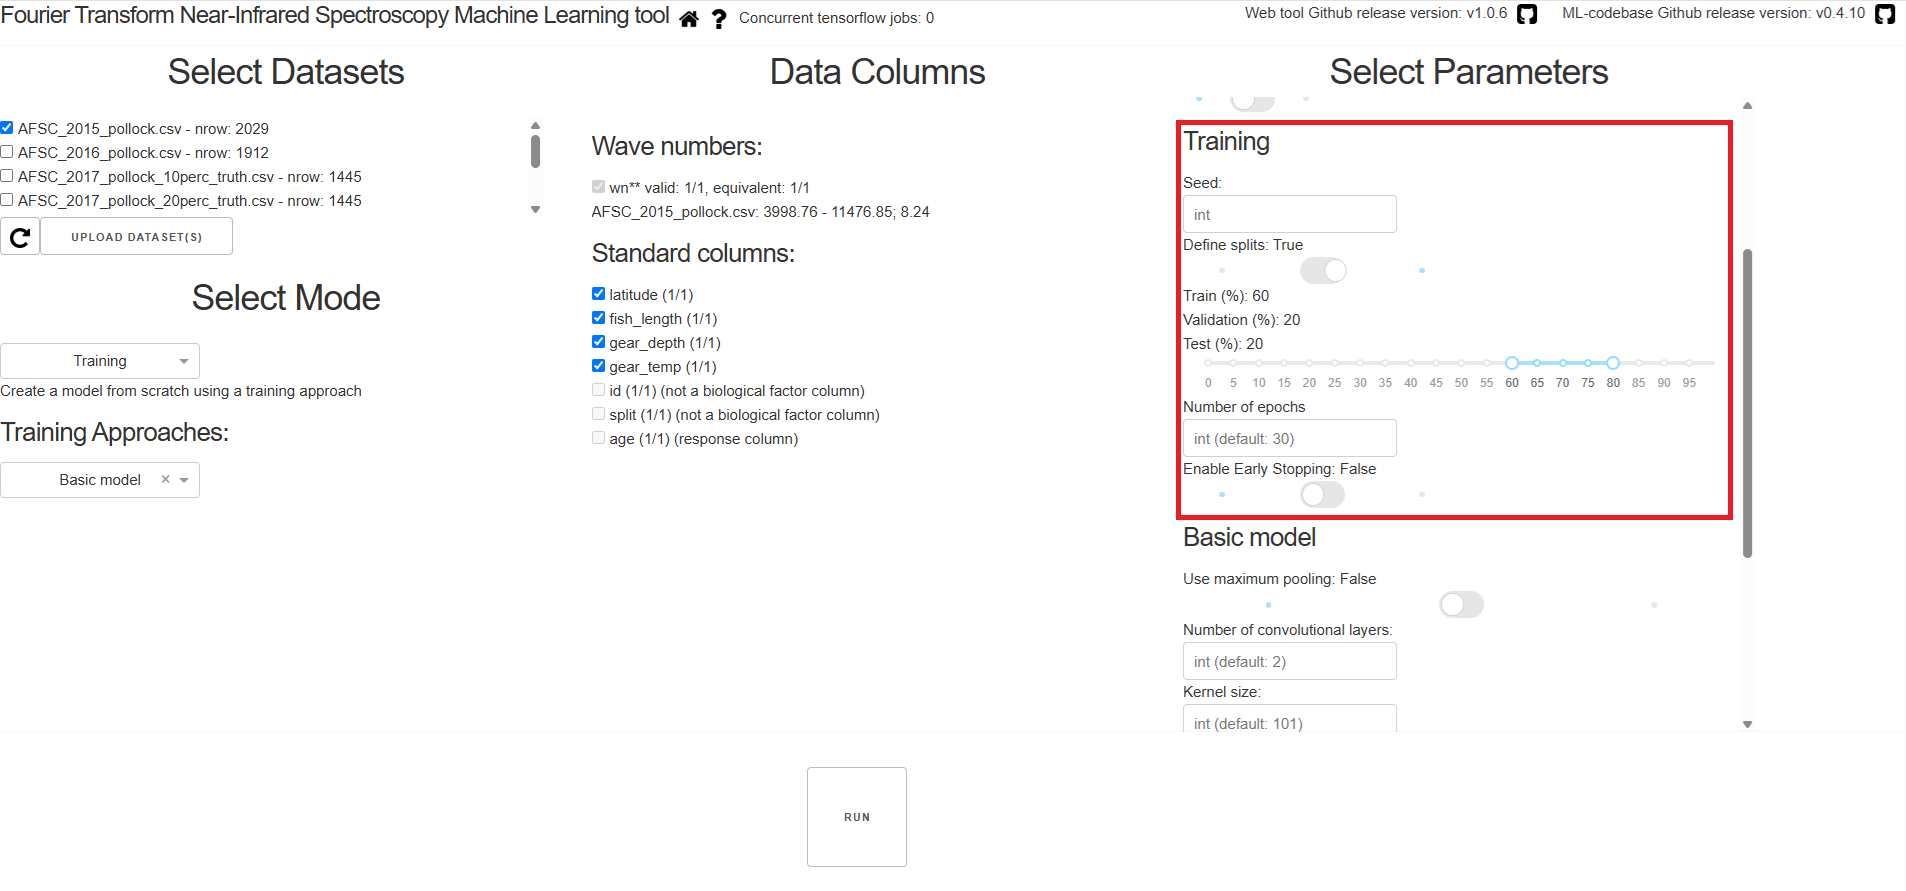 Fourier Transform Near-Infrared Spectroscopy Machine Learning tool Concurrent tensorflow jobs: 0 Web tool Github release version: v1.0.6 ML-codebase Github release version: v0.4.10
Select Datasets
AFSC_2015_pollock.csv - nrow: 2029
AFSC_2016_pollock.csv - nrow: 1912
AFSC_2017_pollock_10perc_truth.csv - nrow: 1445
AFSC_2017_pollock_20perc_truth.csv - nrow: 1445
UPLOAD DATASET(S)
Select Mode
Training
Create a model from scratch using a training approach
Training Approaches:
Basic model ×
Data Columns
Wave numbers:
wn** valid: 1/1, equivalent: 1/1
AFSC_2015_pollock.csv: 3998.76 - 11476.85; 8.24
Standard columns:
latitude (1/1)
fish_length (1/1)
gear_depth (1/1)
gear_temp (1/1)
id (1/1) (not a biological factor column)
split (1/1) (not a biological factor column)
age (1/1) (response column)
Select Parameters
Training
Seed:
int
Define splits: True
Train (%): 60
Validation (%): 20
Test (%): 20
0 5 10 15 20 25 30 35 40 45 50 55 60 65 70 75 80 85 90 95
Number of epochs
int (default: 30)
Enable Early Stopping: False
Basic model
Use maximum pooling: False
Number of convolutional layers:
int (default: 2)
Kernel size:
int (default: 101)
RUN